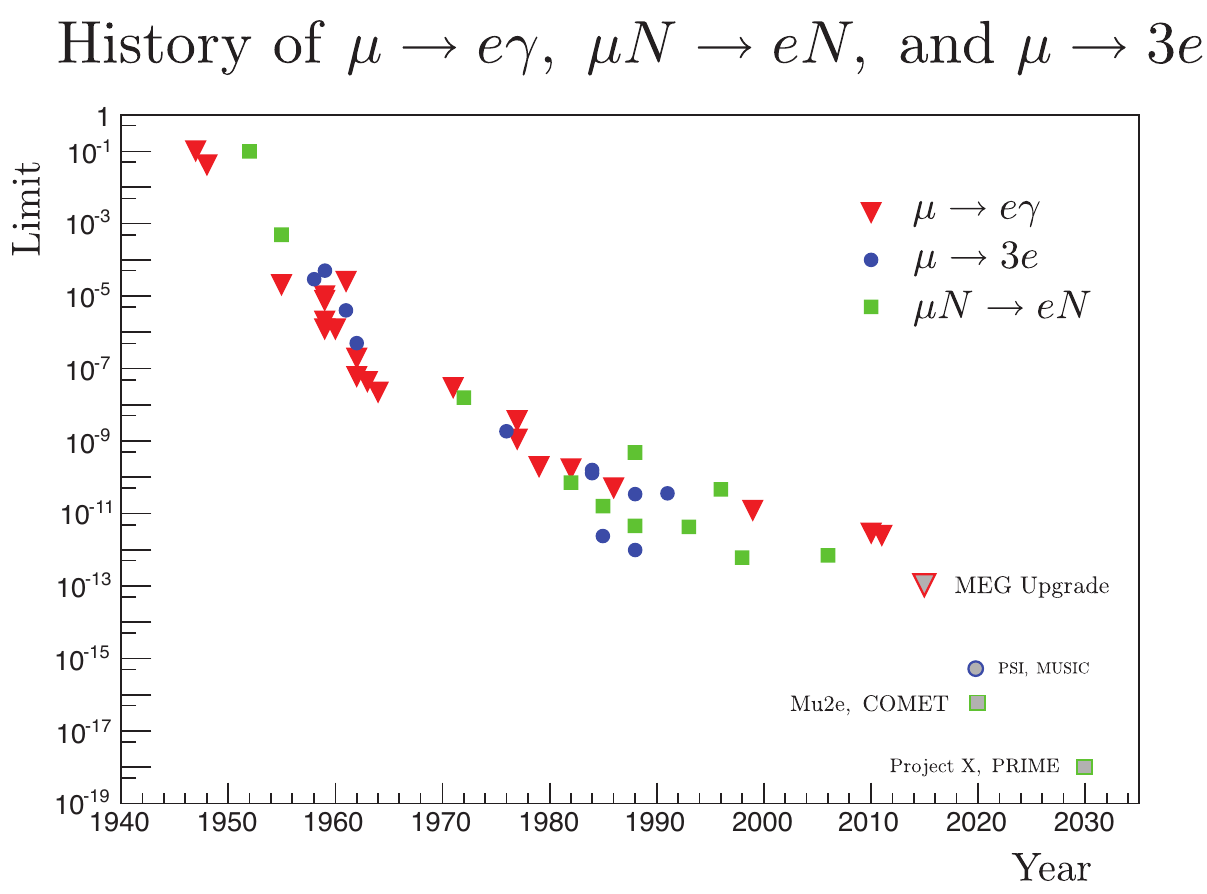 History of μ → eγ, μN → eN, and μ → 3e
Limit
1
10⁻¹
10⁻³
10⁻⁵
10⁻⁷
10⁻⁹
10⁻¹¹
10⁻¹³
10⁻¹⁵
10⁻¹⁷
10⁻¹⁹
μ → eγ
μ → 3e
μN → eN
MEG Upgrade
PSI, MUSIC
Mu2e, COMET
Project X, PRIME
1940 1950 1960 1970 1980 1990 2000 2010 2020 2030
Year